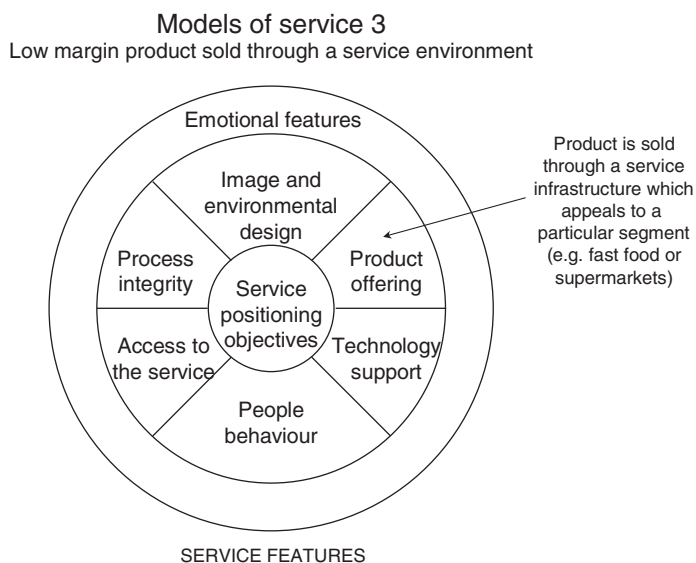 Models of service 3
Low margin product sold through a service environment
Emotional features
Image and
environmental
design
Process
integrity
Product
offering
Service
positioning
objectives
Access to
the service
Technology
support
People
behaviour
Product is sold
through a service
infrastructure which
appeals to a
particular segment
(e.g. fast food or
supermarkets)
SERVICE FEATURES